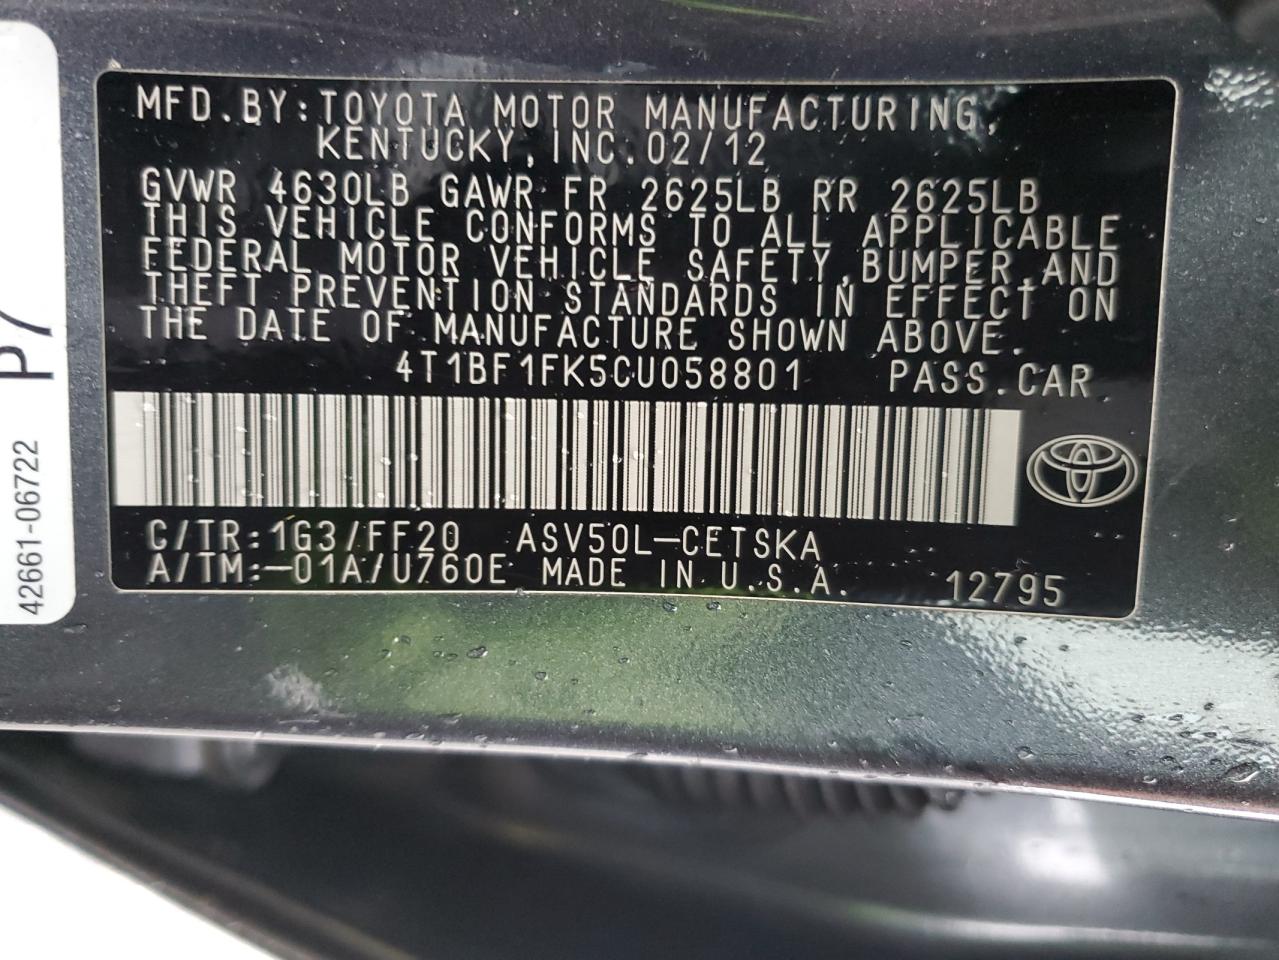 MFD.BY:TOYOTA MOTOR MANUFACTURING,
KENTUCKY,INC.02/12
GVWR 4630LB GAWR FR 2625LB RR 2625LB
THIS VEHICLE CONFORMS TO ALL APPLICABLE
FEDERAL MOTOR VEHICLE SAFETY,BUMPER,AND
THEFT PREVENTION STANDARDS IN EFFECT ON
THE DATE OF MANUFACTURE SHOWN ABOVE.
4T1BF1FK5CU058801 PASS.CAR
C/TR:1G3/FF20 ASV50L-CETSKA
A/TM:-01A/U760E MADE IN U.S.A. 12795
P7
42661-06722